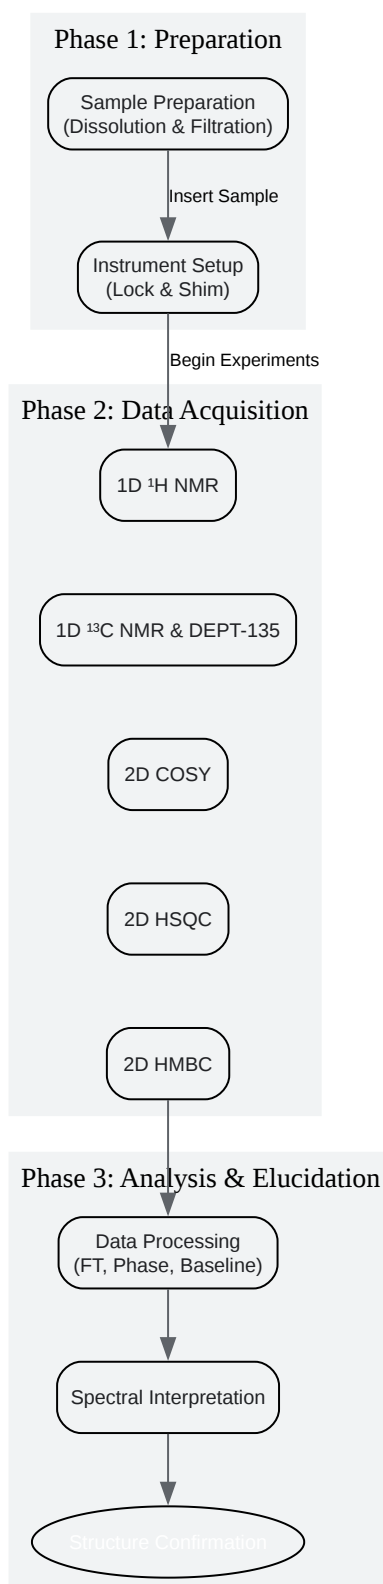 Phase 1: Preparation
Sample Preparation
(Dissolution & Filtration)
Insert Sample
Instrument Setup
(Lock & Shim)
Begin Experiments
Phase 2: Data Acquisition
1D ¹H NMR
1D ¹³C NMR & DEPT-135
2D COSY
2D HSQC
2D HMBC
Phase 3: Analysis & Elucidation
Data Processing
(FT, Phase, Baseline)
Spectral Interpretation
Structure Confirmation